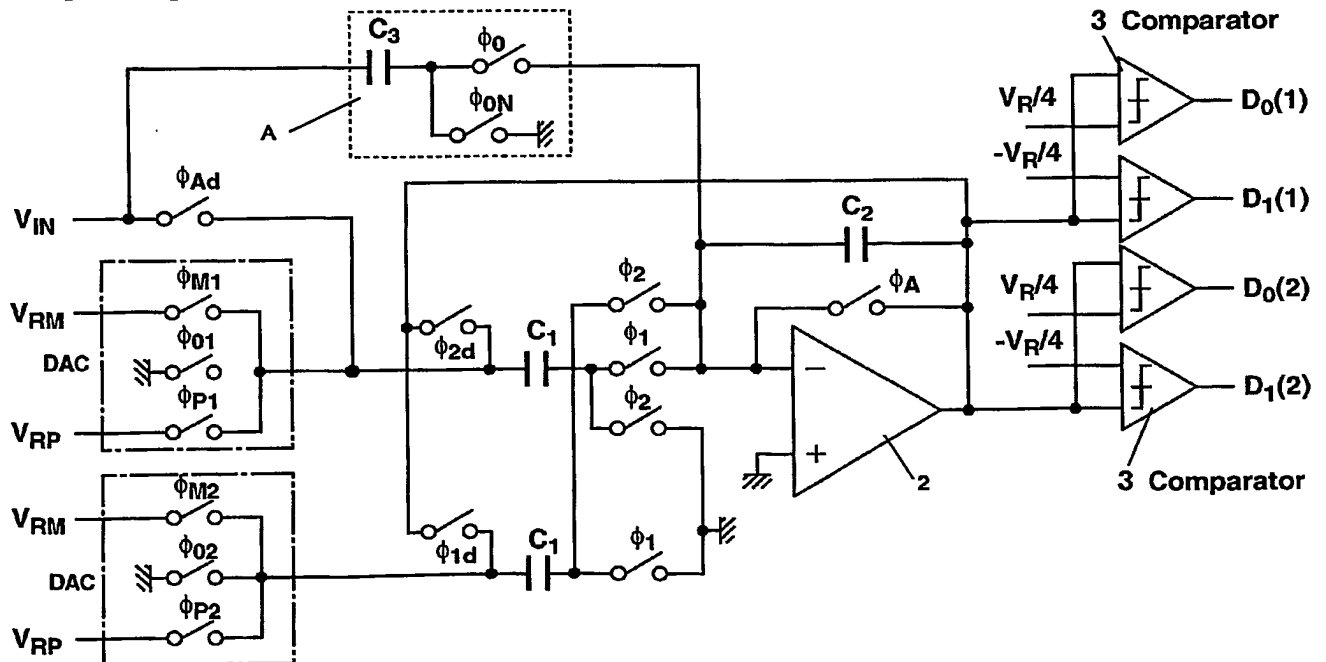 3 Comparator
C3
ϕ0
ϕ0N
A
VR/4
D0(1)
-VR/4
D1(1)
ϕAd
VIN
C2
ϕM1
VRM
ϕ2
ϕA
VR/4
D0(2)
-VR/4
DAC
ϕ01
ϕ2d
C1
ϕ1
ϕP1
VRP
ϕ2
−
+
2
D1(2)
3 Comparator
ϕM2
VRM
DAC
ϕ02
ϕ1d
C1
ϕ1
ϕP2
VRP